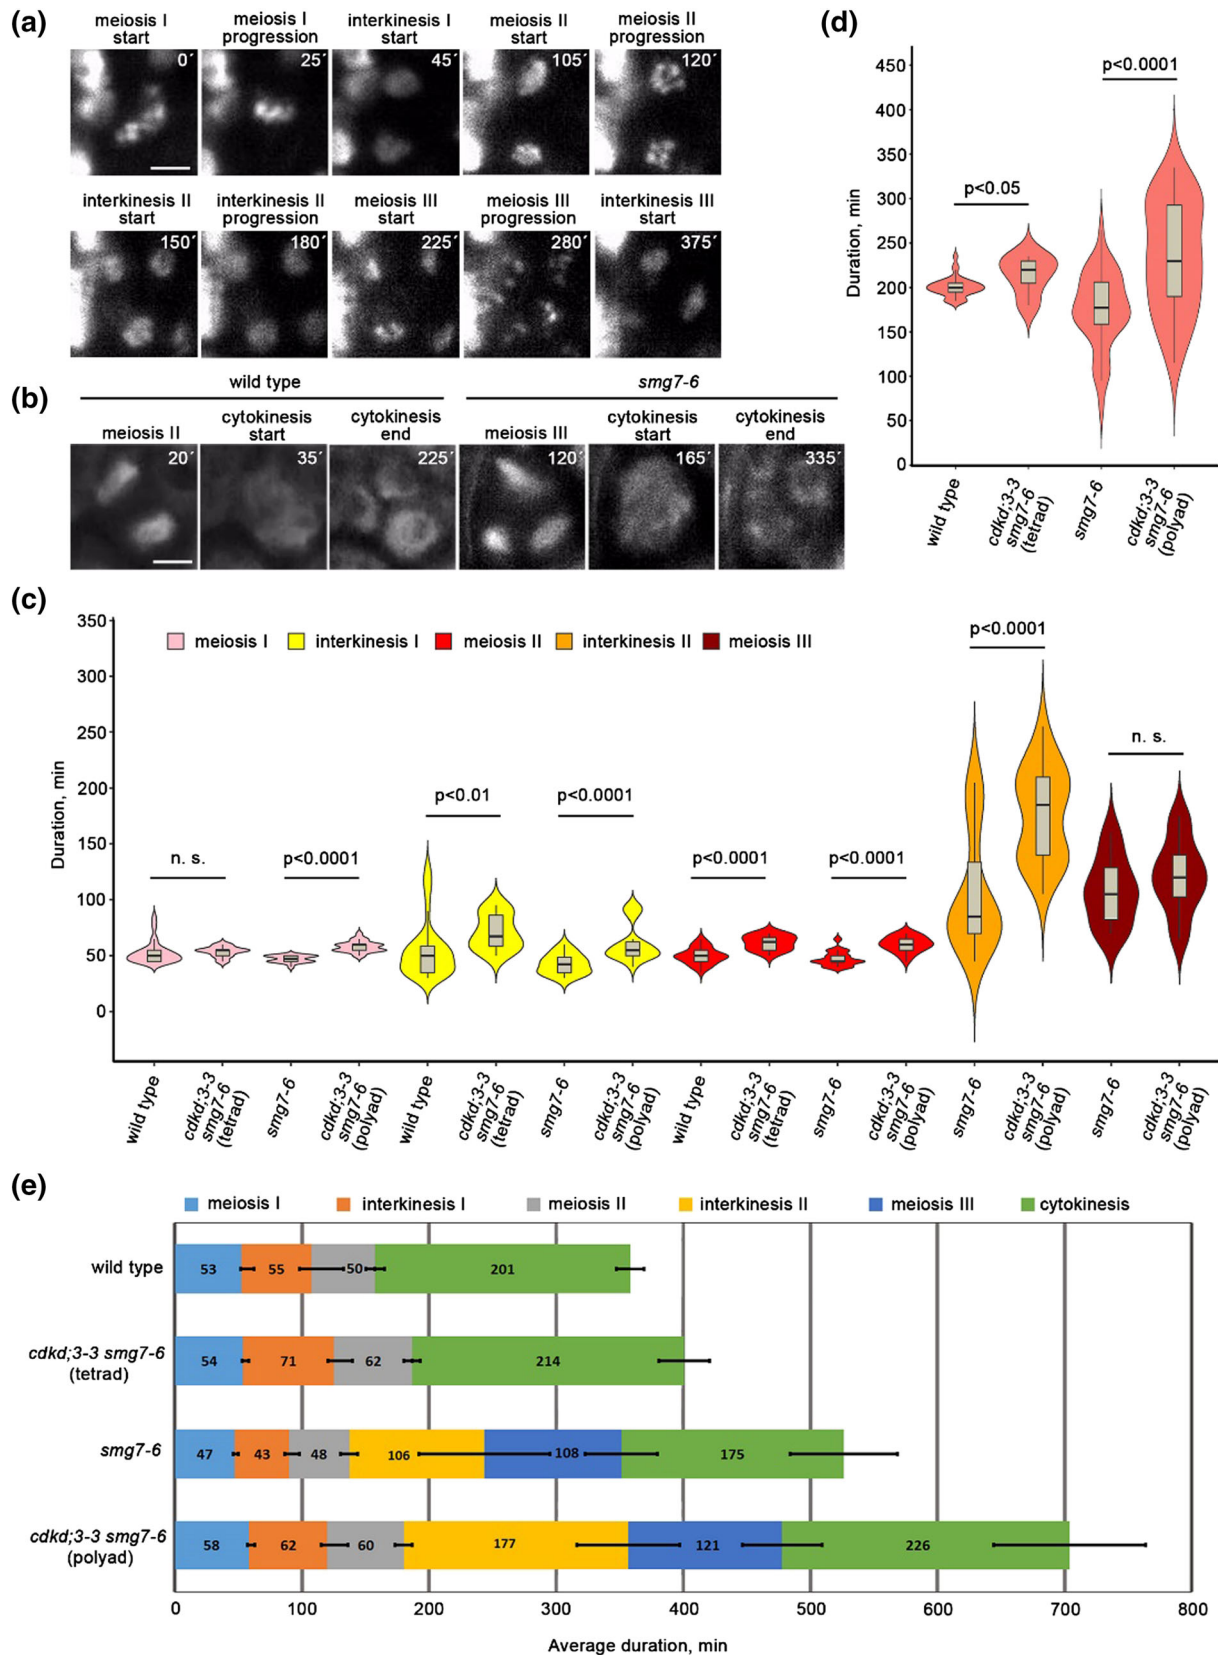 (a)
meiosis I
start
meiosis I
progression
interkinesis I
start
meiosis II
start
meiosis II
progression
0´
25´
45´
105´
120´
interkinesis II
start
interkinesis II
progression
meiosis III
start
meiosis III
progression
interkinesis III
start
150´
180´
225´
280´
375´
(b)
wild type
smg7-6
meiosis II
cytokinesis
start
cytokinesis
end
meiosis III
cytokinesis
start
cytokinesis
end
20´
35´
225´
120´
165´
335´
(d)
450
400
350
300
250
200
150
100
50
0
Duration, min
p<0.05
p<0.0001
wild type
cdkd;3-3
smg7-6
(tetrad)
smg7-6
cdkd;3-3
smg7-6
(polyad)
(c)
350
300
250
200
150
100
50
0
Duration, min
meiosis I
interkinesis I
meiosis II
interkinesis II
meiosis III
n. s.
p<0.0001
p<0.01
p<0.0001
p<0.0001
p<0.0001
p<0.0001
n. s.
wild type
cdkd;3-3
smg7-6
(tetrad)
smg7-6
cdkd;3-3
smg7-6
(polyad)
wild type
cdkd;3-3
smg7-6
(tetrad)
smg7-6
cdkd;3-3
smg7-6
(polyad)
wild type
cdkd;3-3
smg7-6
(tetrad)
smg7-6
cdkd;3-3
smg7-6
(polyad)
smg7-6
cdkd;3-3
smg7-6
(polyad)
smg7-6
cdkd;3-3
smg7-6
(polyad)
(e)
meiosis I
interkinesis I
meiosis II
interkinesis II
meiosis III
cytokinesis
wild type
53 55 50 201
cdkd;3-3 smg7-6
(tetrad)
54 71 62 214
smg7-6
47 43 48 106 108 175
cdkd;3-3 smg7-6
(polyad)
58 62 60 177 121 226
0 100 200 300 400 500 600 700 800
Average duration, min